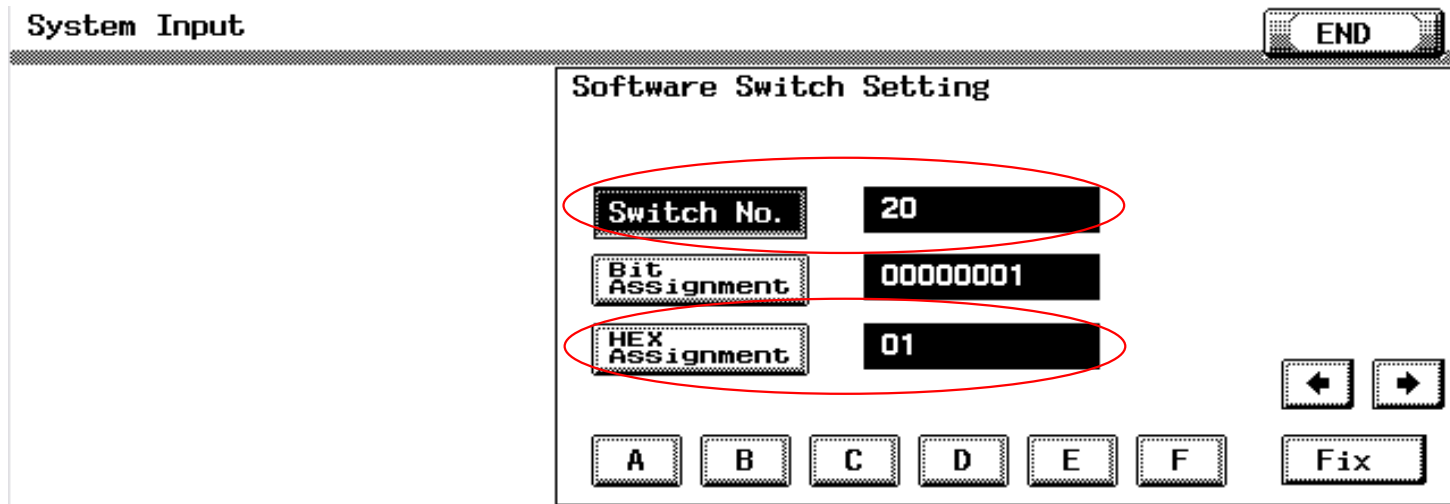 System Input
END
Software Switch Setting
Switch No. 20
Bit
Assignment 00000001
HEX
Assignment 01
A B C D E F Fix